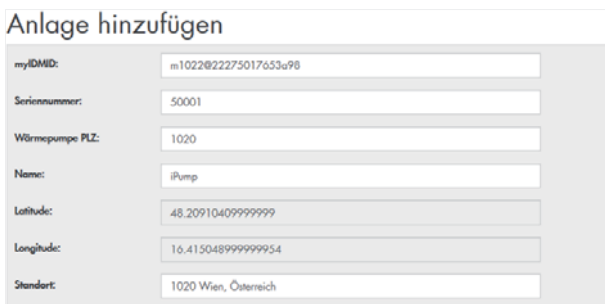 Anlage hinzufügen
myIDMID: m1022@22275017653a98
Seriennummer: 50001
Wärmepumpe PLZ: 1020
Name: iPump
Latitude: 48.20910409999999
Longitude: 16.415048999999954
Standort: 1020 Wien, Österreich